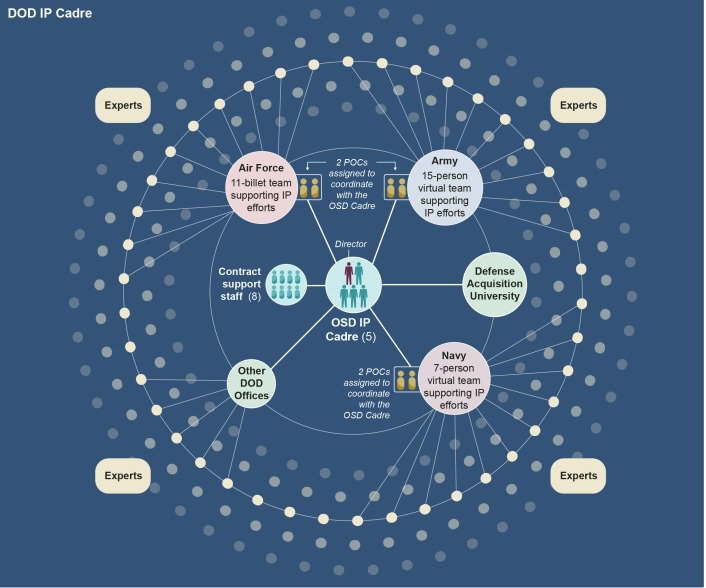 DOD IP Cadre
Experts
Experts
Air Force
11-billet team
supporting IP
efforts
2 POCs
assigned to
coordinate
with the
OSD Cadre
Army
15-person
virtual team
supporting
IP efforts
Director
Contract
support
staff (8)
OSD IP
Cadre (5)
Defense
Acquisition
University
Other
DOD
Offices
2 POCs
assigned to
coordinate
with the
OSD Cadre
Navy
7-person
virtual team
supporting IP
efforts
Experts
Experts